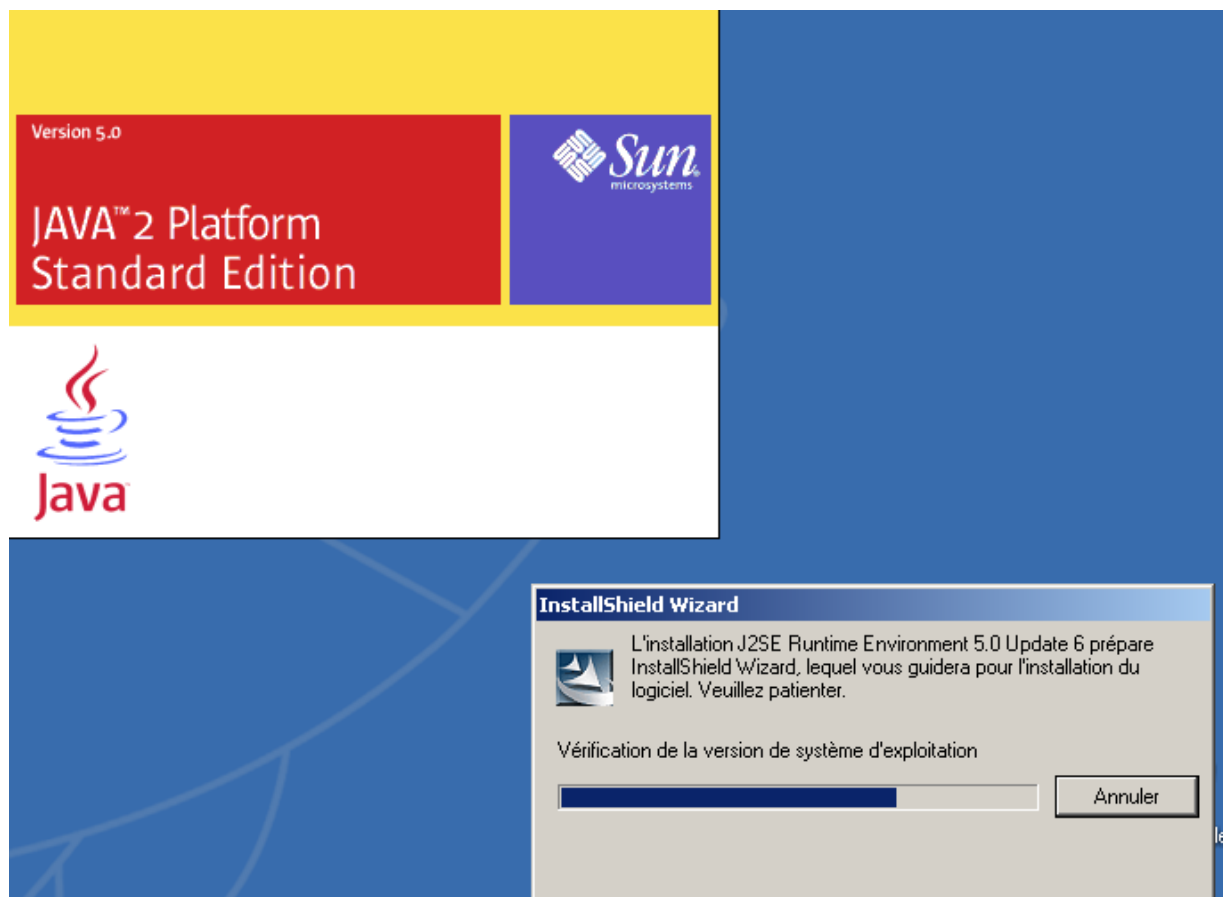 Version 5.0
JAVA™2 Platform
Standard Edition
Sun
microsystems
Java
InstallShield Wizard
L'installation J2SE Runtime Environment 5.0 Update 6 prépare
InstallShield Wizard, lequel vous guidera pour l'installation du
logiciel. Veuillez patienter.
Vérification de la version de système d'exploitation
Annuler